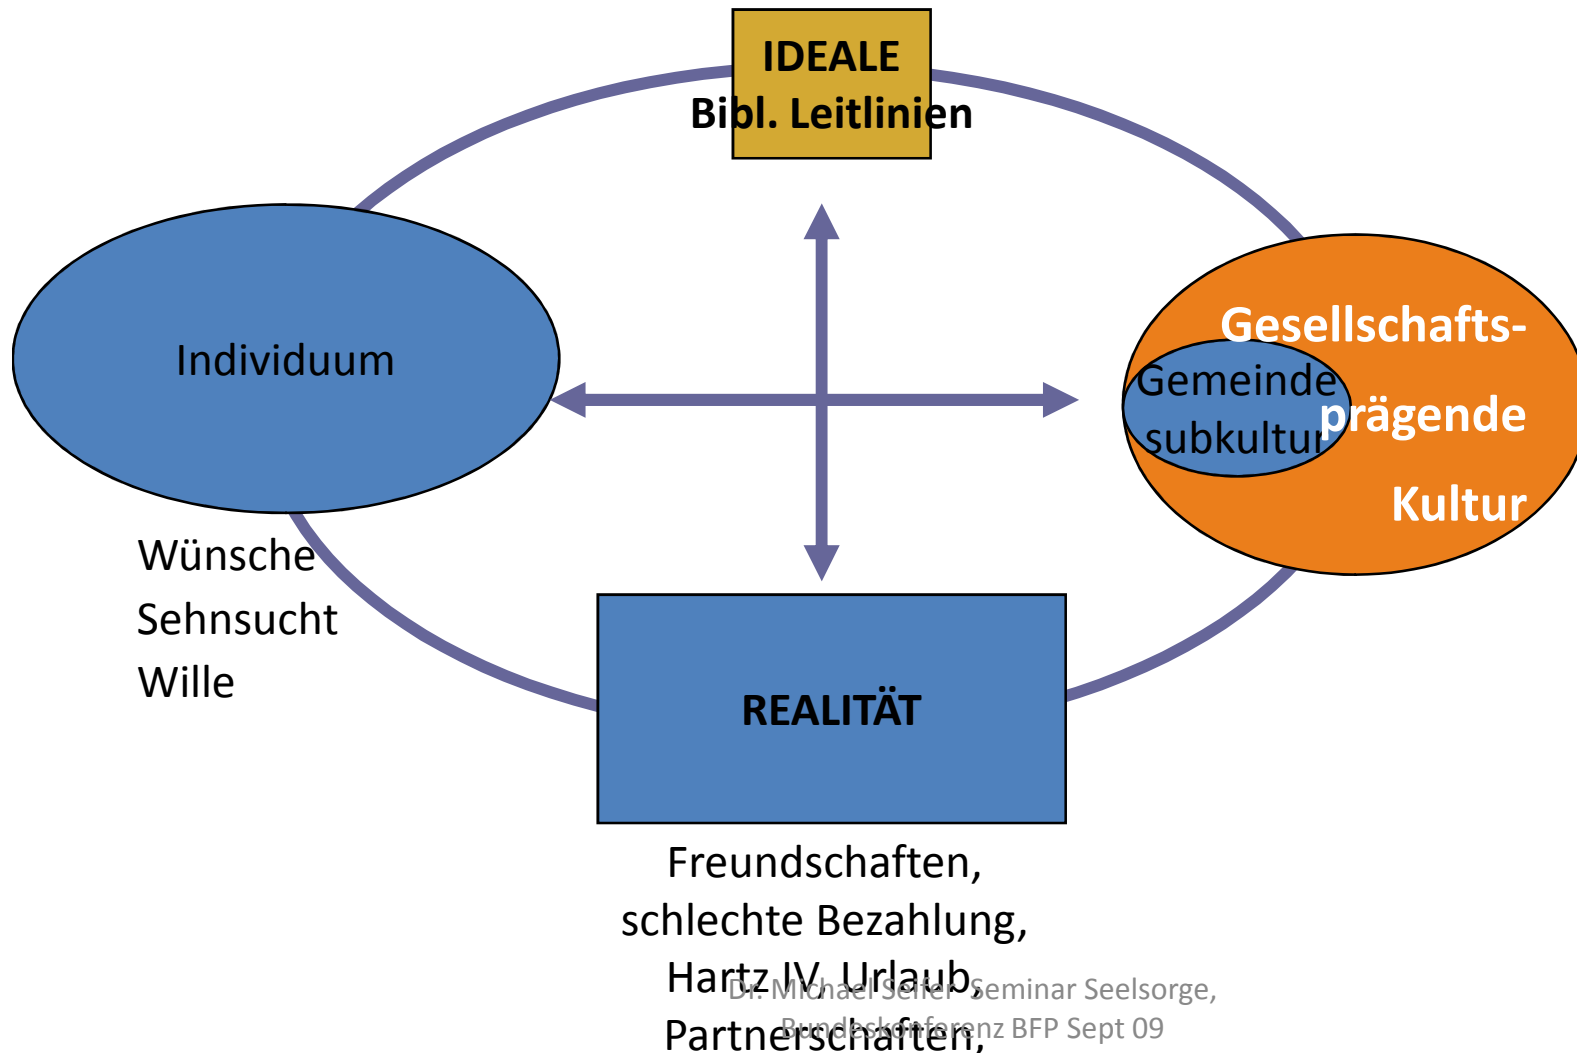 IDEALE
Bibl. Leitlinien
Individuum
Gesellschafts-
prägende
Kultur
Gemeinde
subkultur
Wünsche
Sehnsucht
Wille
REALITÄT
Freundschaften,
schlechte Bezahlung,
Hartz IV, Urlaub,
Partnerschaften,
Dr. Michael Seifer Seminar Seelsorge,
Bundeskonferenz BFP Sept 09